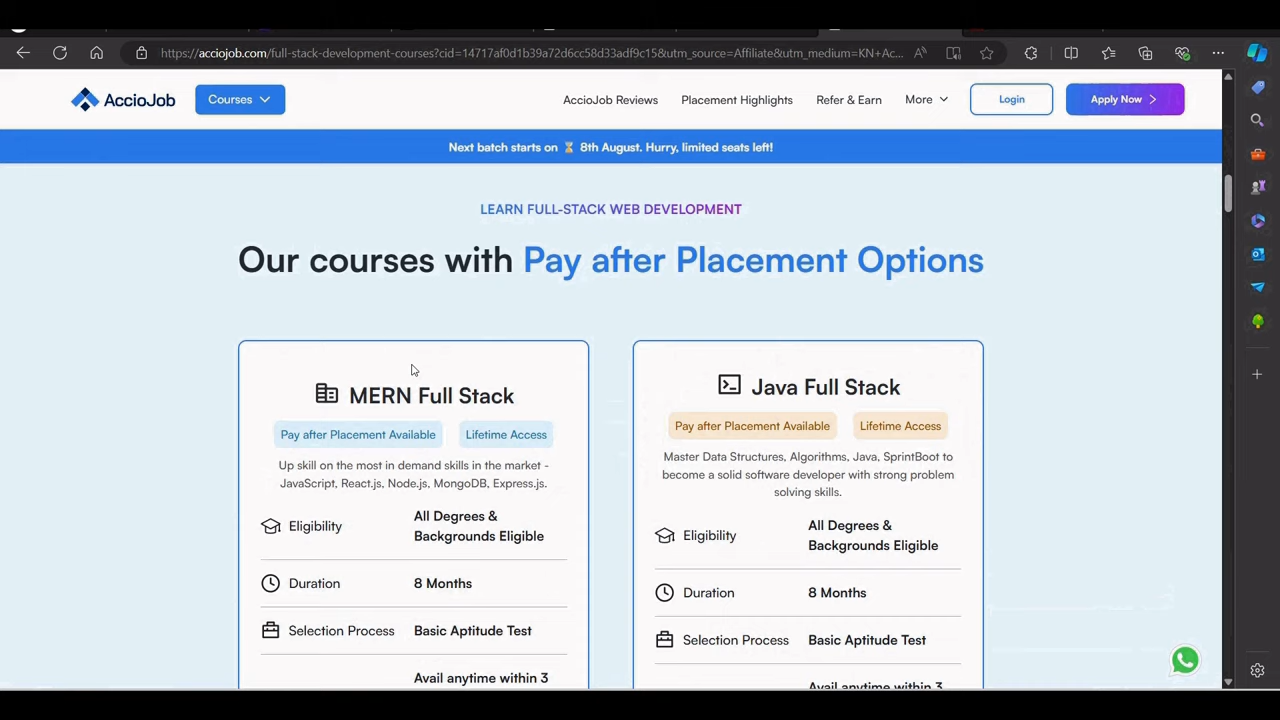 https://acciojob.com/full-stack-development-courses?cid=14717af0d1b39a72d6cc58d33adf9c15&utm_source=Affiliate&utm_medium=KN+Ac...
AccioJob
Courses
AccioJob Reviews
Placement Highlights
Refer & Earn
More
Login
Apply Now
Next batch starts on ⏳ 8th August. Hurry, limited seats left!
LEARN FULL-STACK WEB DEVELOPMENT
Our courses with Pay after Placement Options
MERN Full Stack
Pay after Placement Available
Lifetime Access
Up skill on the most in demand skills in the market -
JavaScript, React.js, Node.js, MongoDB, Express.js.
Eligibility
All Degrees &
Backgrounds Eligible
Duration
8 Months
Selection Process
Basic Aptitude Test
Avail anytime within 3
Java Full Stack
Pay after Placement Available
Lifetime Access
Master Data Structures, Algorithms, Java, SprintBoot to
become a solid software developer with strong problem
solving skills.
Eligibility
All Degrees &
Backgrounds Eligible
Duration
8 Months
Selection Process
Basic Aptitude Test
Avail anytime within 3